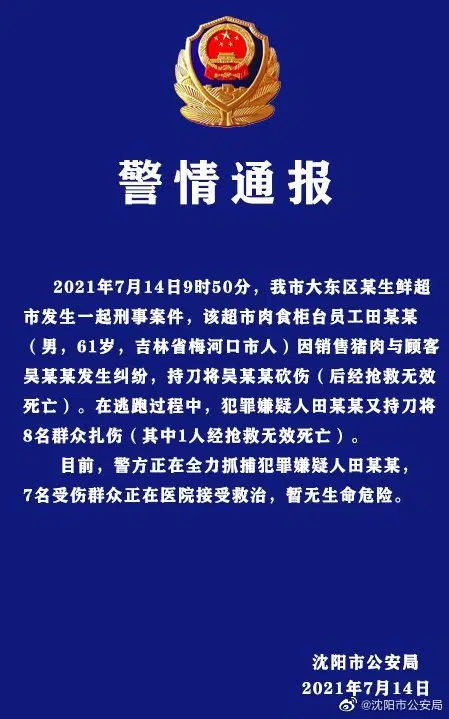 警情通报
2021年7月14日9时50分，我市大东区某生鲜超
市发生一起刑事案件，该超市肉食柜台员工田某某
（男，61岁，吉林省梅河口市人）因销售猪肉与顾客
吴某某发生纠纷，持刀将吴某某砍伤（后经抢救无效
死亡）。在逃跑过程中，犯罪嫌疑人田某某又持刀将
8名群众扎伤（其中1人经抢救无效死亡）。
目前，警方正在全力抓捕犯罪嫌疑人田某某，
7名受伤群众正在医院接受救治，暂无生命危险。
沈阳市公安局
2021年7月14日
@沈阳市公安局